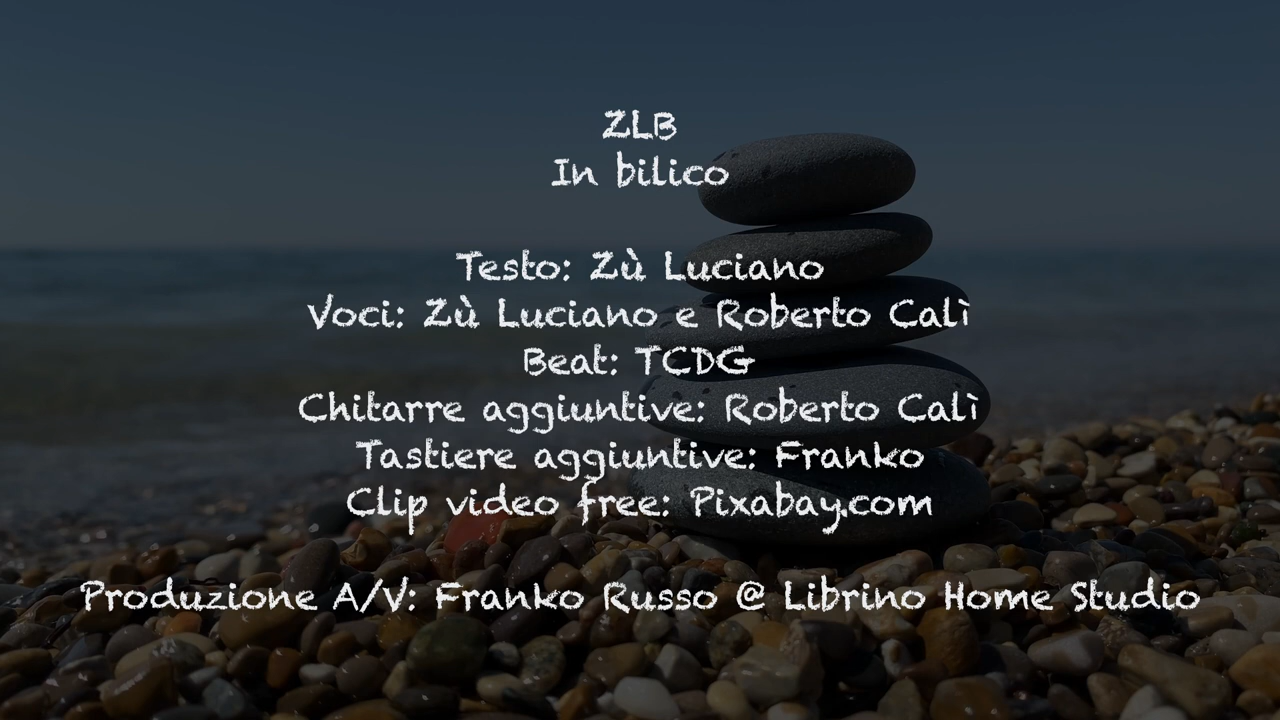 ZLB
In bilico
Testo: Zù Luciano
Voci: Zù Luciano e Roberto Calì
Beat: TCDG
Chitarre aggiuntive: Roberto Calì
Tastiere aggiuntive: Franko
Clip video free: Pixabay.com
Produzione A/V: Franko Russo @ Librino Home Studio